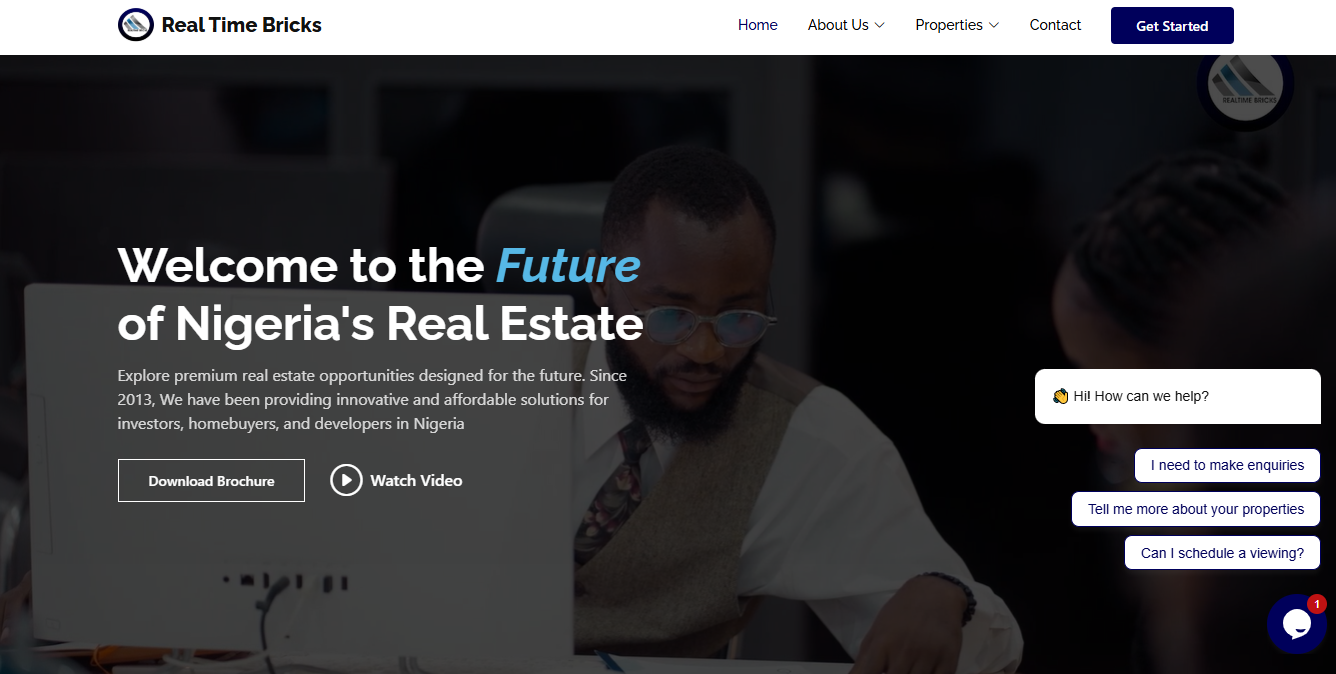 Real Time Bricks
Home
About Us
Properties
Contact
Get Started
REALTIME BRICKS
Welcome to the Future
of Nigeria's Real Estate
Explore premium real estate opportunities designed for the future. Since
2013, We have been providing innovative and affordable solutions for
investors, homebuyers, and developers in Nigeria
Download Brochure
Watch Video
👋 Hi! How can we help?
I need to make enquiries
Tell me more about your properties
Can I schedule a viewing?
1